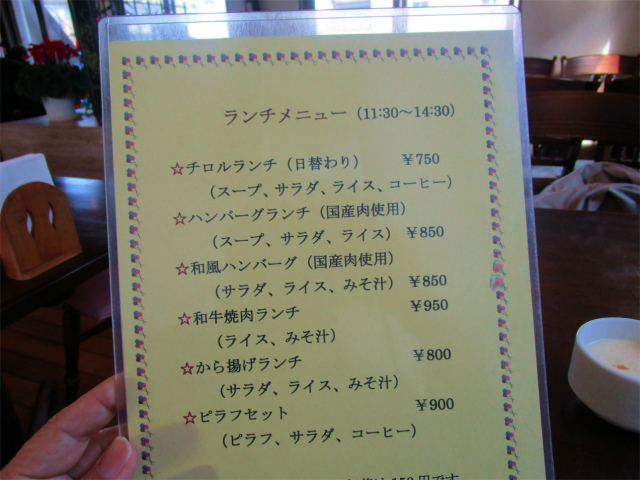 ランチメニュー（11:30～14:30）
☆チロルランチ（日替わり） ￥750
（スープ、サラダ、ライス、コーヒー）
☆ハンバーグランチ（国産肉使用）
（スープ、サラダ、ライス） ￥850
☆和風ハンバーグ（国産肉使用）
（サラダ、ライス、みそ汁） ￥850
☆和牛焼肉ランチ ￥950
（ライス、みそ汁）
☆から揚げランチ ￥800
（サラダ、ライス、みそ汁）
☆ピラフセット ￥900
（ピラフ、サラダ、コーヒー）
150円です